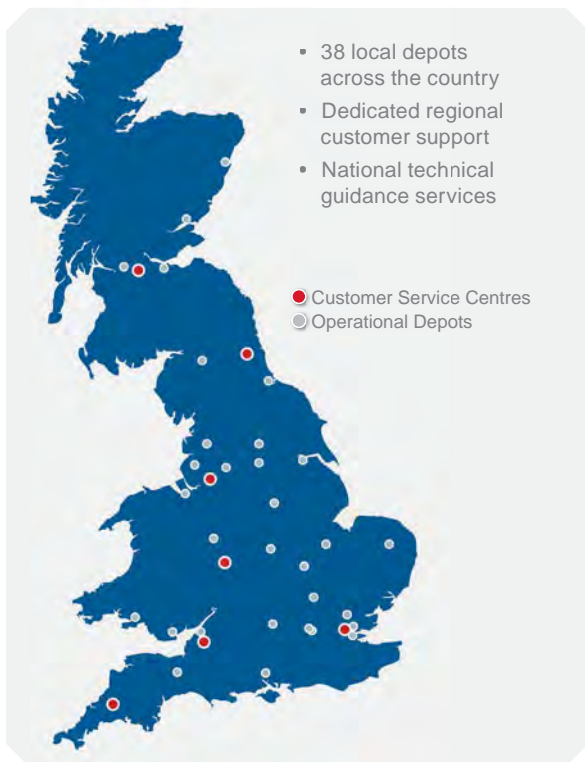 • 38 local depots
across the country
• Dedicated regional
customer support
• National technical
guidance services
Customer Service Centres
Operational Depots